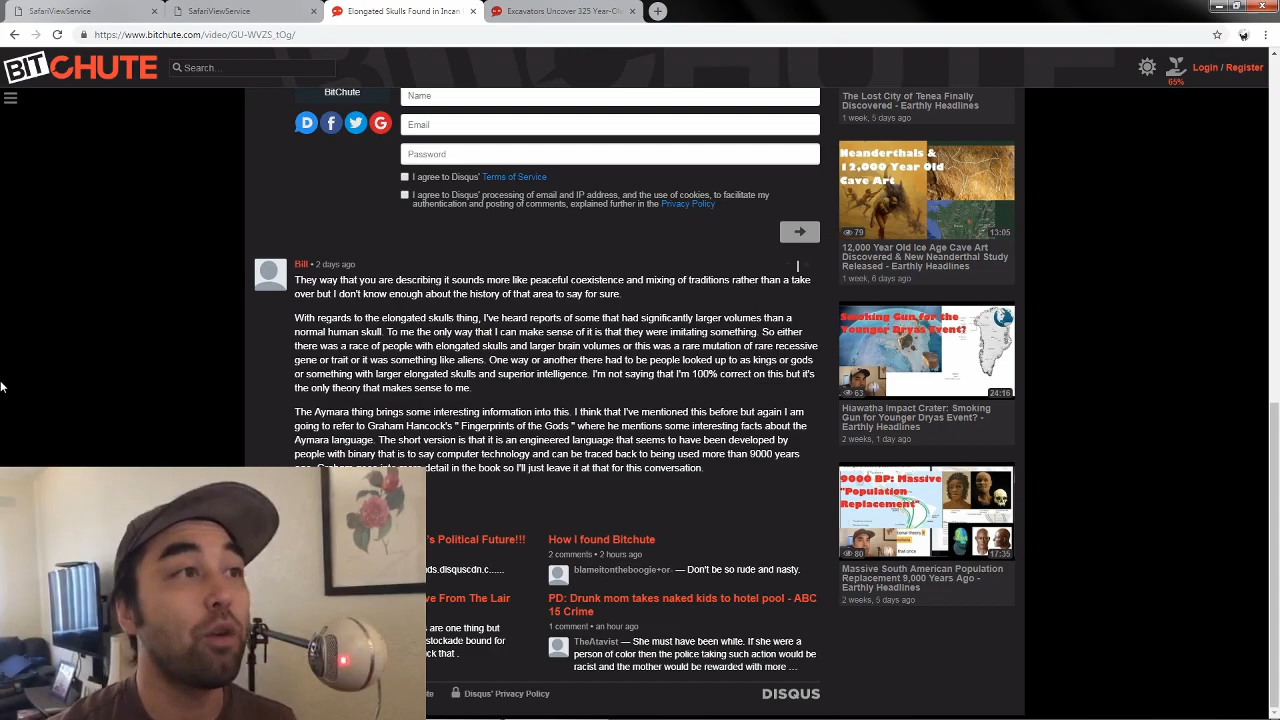 SafariViewService
SafariViewService
Elongated Skulls Found in Incan
Excavators Uncover 325 Year-Old
https://www.bitchute.com/video/GU-WVZS_tOg/
BITCHUTE
Search...
65%
Login / Register
BitChute
Name
Email
Password
I agree to Disqus' Terms of Service
I agree to Disqus' processing of email and IP address, and the use of cookies, to facilitate my
authentication and posting of comments, explained further in the Privacy Policy
Bill • 2 days ago
They way that you are describing it sounds more like peaceful coexistence and mixing of traditions rather than a take
over but I don't know enough about the history of that area to say for sure.
With regards to the elongated skulls thing, I've heard reports of some that had significantly larger volumes than a
normal human skull. To me the only way that I can make sense of it is that they were imitating something. So either
there was a race of people with elongated skulls and larger brain volumes or this was a rare mutation of rare recessive
gene or trait or it was something like aliens. One way or another there had to be people looked up to as kings or gods
or something with larger elongated skulls and superior intelligence. I'm not saying that I'm 100% correct on this but it's
the only theory that makes sense to me.
The Aymara thing brings some interesting information into this. I think that I've mentioned this before but again I am
going to refer to Graham Hancock's " Fingerprints of the Gods " where he mentions some interesting facts about the
Aymara language. The short version is that it is an engineered language that seems to have been developed by
people with binary that is to say computer technology and can be traced back to being used more than 9000 years
detail in the book so I'll just leave it at that for this conversation.
's Political Future!!!
ds.disquscdn.c......
ve From The Lair
s are one thing but
stockade bound for
ck that .
How I found Bitchute
2 comments • 2 hours ago
blameitontheboogie+or — Don't be so rude and nasty.
PD: Drunk mom takes naked kids to hotel pool - ABC
15 Crime
1 comment • an hour ago
TheAtavist — She must have been white. If she were a
person of color then the police taking such action would be
racist and the mother would be rewarded with more ...
Disqus' Privacy Policy
DISQUS
The Lost City of Tenea Finally
Discovered - Earthly Headlines
1 week, 5 days ago
Neanderthals &
12,000 Year Old
Cave Art
79
13:05
12,000 Year Old Ice Age Cave Art
Discovered & New Neanderthal Study
Released - Earthly Headlines
1 week, 6 days ago
Smoking Gun for the
Younger Dryas Event?
63
24:16
Hiawatha Impact Crater: Smoking
Gun for Younger Dryas Event? -
Earthly Headlines
2 weeks, 1 day ago
9000 BP: Massive
"Population
Replacement"
80
17:35
Massive South American Population
Replacement 9,000 Years Ago -
Earthly Headlines
2 weeks, 5 days ago